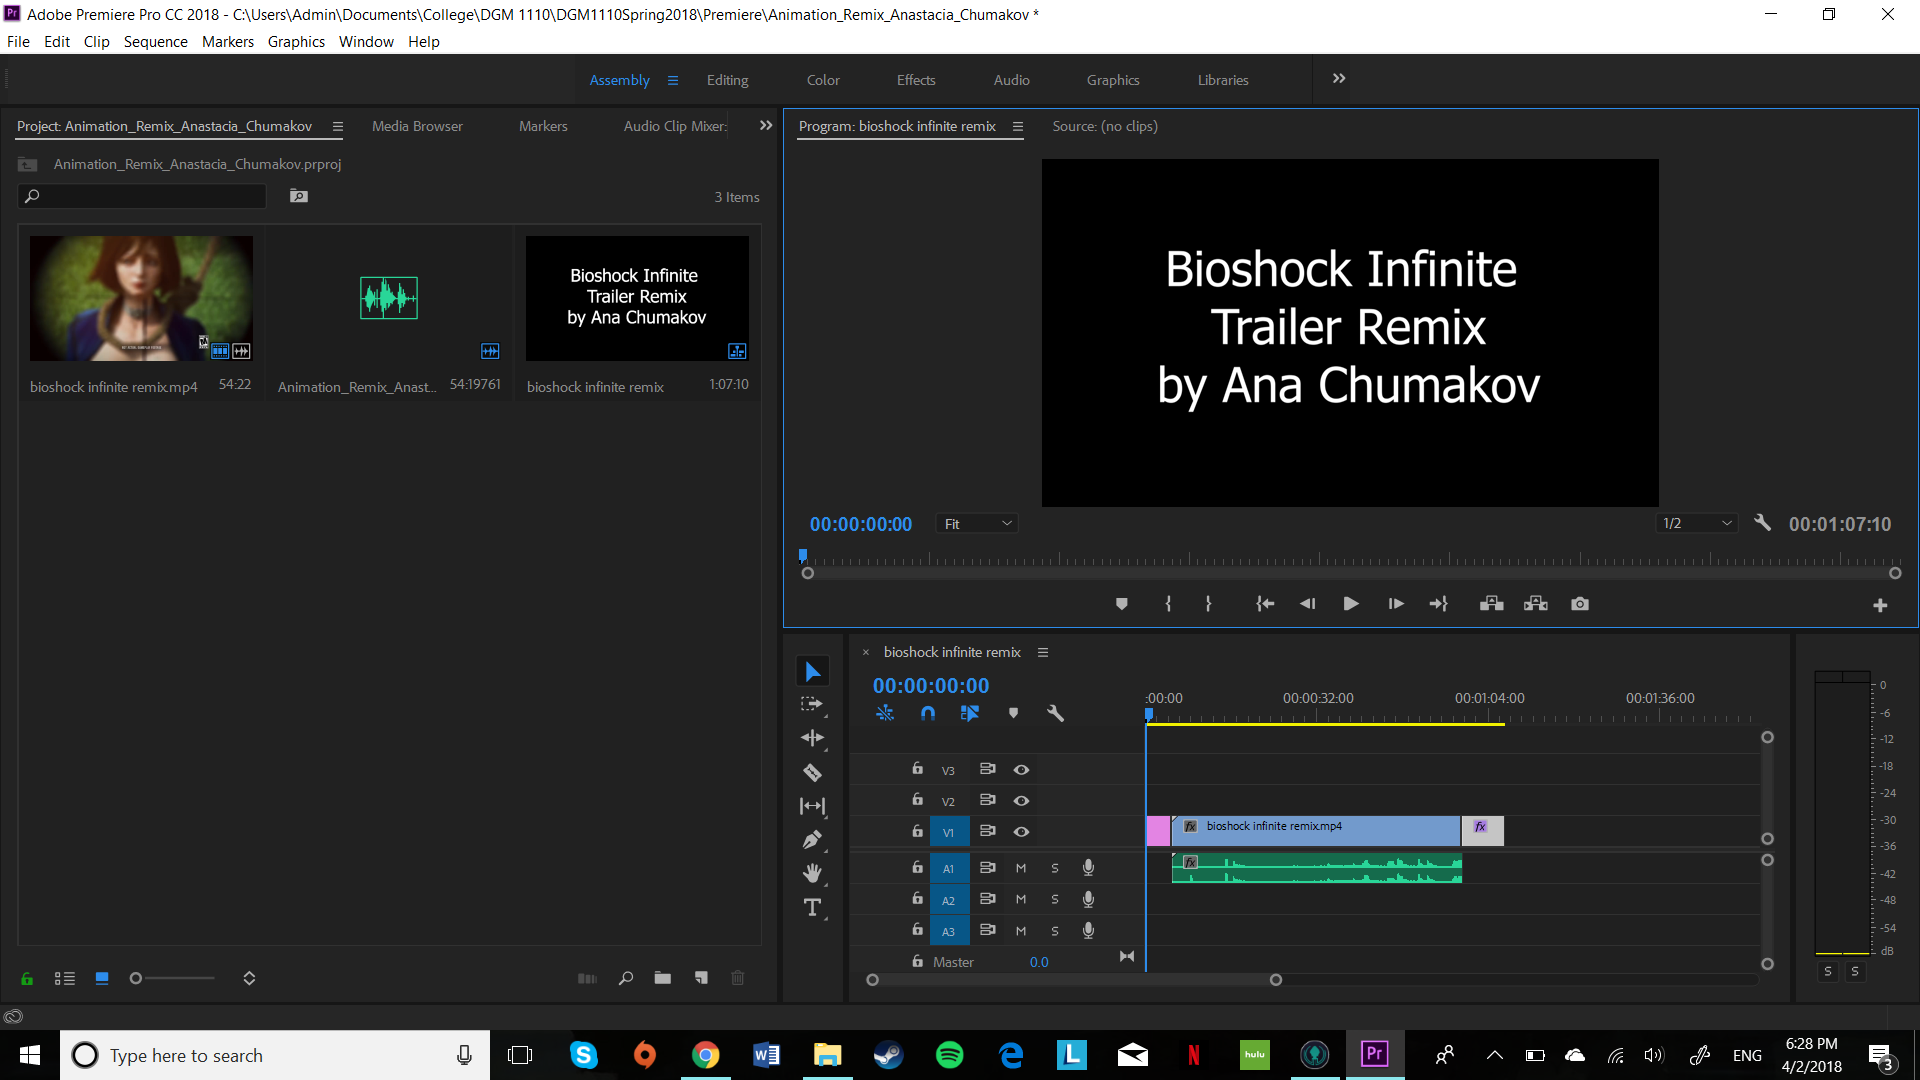 Adobe Premiere Pro CC 2018 - C:\Users\Admin\Documents\College\DGM 1110\DGM1110Spring2018\Premiere\Animation_Remix_Anastacia_Chumakov *
File Edit Clip Sequence Markers Graphics Window Help
Assembly Editing Color Effects Audio Graphics Libraries
Project: Animation_Remix_Anastacia_Chumakov Media Browser Markers Audio Clip Mixer:
Animation_Remix_Anastacia_Chumakov.prproj
3 Items
Bioshock Infinite
Trailer Remix
by Ana Chumakov
bioshock infinite remix.mp4 54:22
Animation_Remix_Anast... 54:19761
bioshock infinite remix 1:07:10
Program: bioshock infinite remix Source: (no clips)
Bioshock Infinite
Trailer Remix
by Ana Chumakov
00:00:00:00 Fit 1/2 00:01:07:10
bioshock infinite remix
00:00:00:00
:00:00 00:00:32:00 00:01:04:00 00:01:36:00
V3
V2
V1 fx bioshock infinite remix.mp4 fx
A1 M S fx
A2 M S
A3 M S
Master 0.0
0
-6
-12
-18
-24
-30
-36
-42
-48
-54
dB
S S
Type here to search
W L N hulu Pr
ENG 6:28 PM
4/2/2018 3